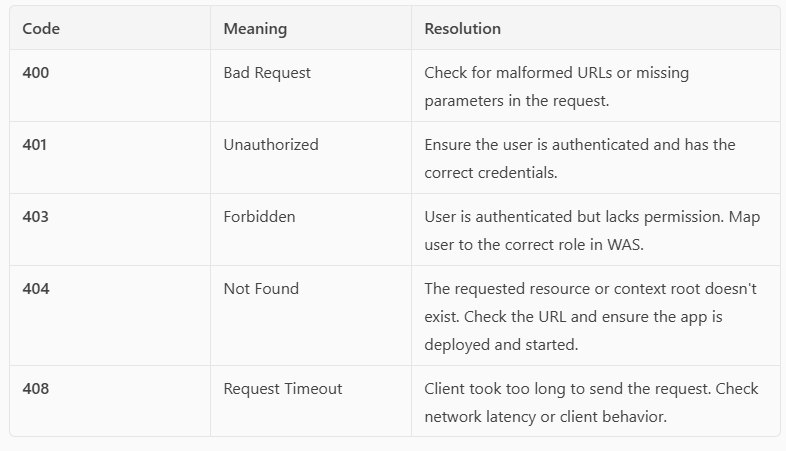 Code Meaning Resolution
400 Bad Request Check for malformed URLs or missing
parameters in the request.
401 Unauthorized Ensure the user is authenticated and has the
correct credentials.
403 Forbidden User is authenticated but lacks permission. Map
user to the correct role in WAS.
404 Not Found The requested resource or context root doesn't
exist. Check the URL and ensure the app is
deployed and started.
408 Request Timeout Client took too long to send the request. Check
network latency or client behavior.